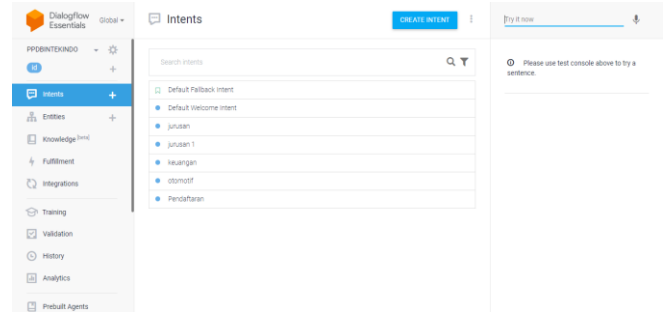 Dialogflow
Essentials
Global
PPDBINTEKINDO
id
Intents
Entities
Knowledge [beta]
Fulfillment
Integrations
Training
Validation
History
Analytics
Prebuilt Agents
Intents
CREATE INTENT
Search intents
Default Fallback Intent
Default Welcome Intent
jurusan
jurusan 1
keuangan
otomotif
Pendaftaran
Try it now
Please use test console above to try a
sentence.